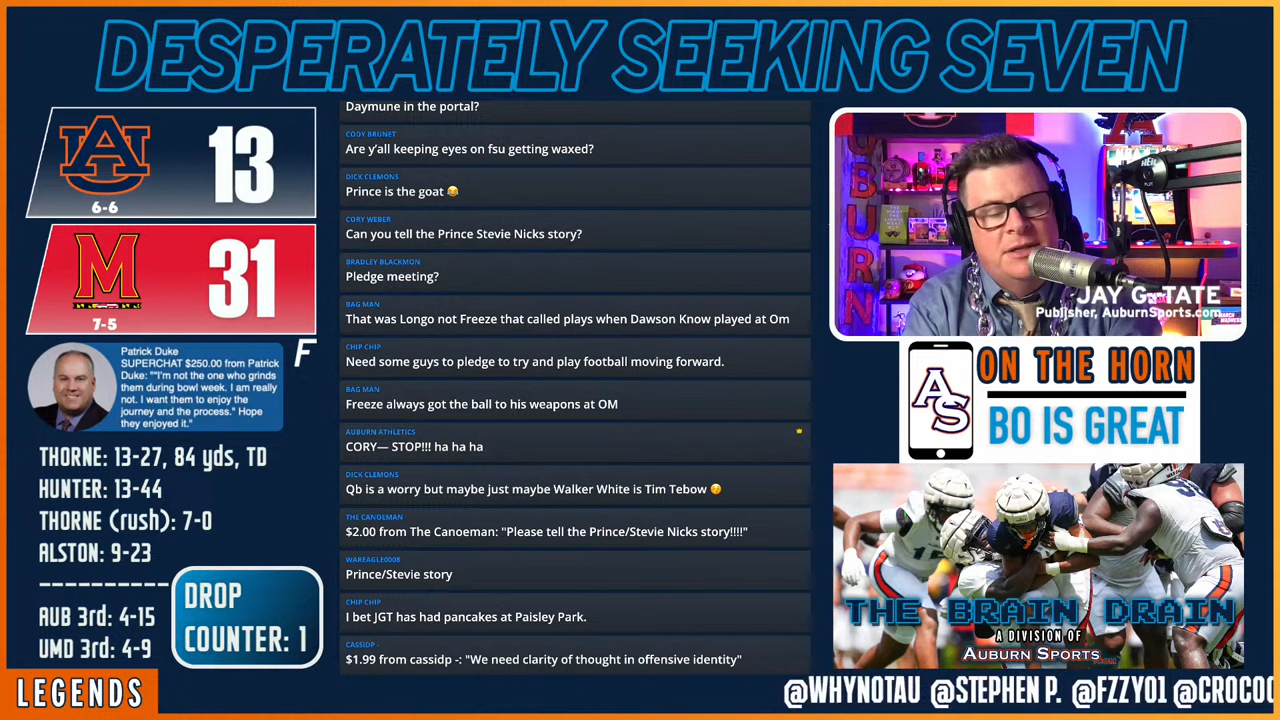 DESPERATELY SEEKING SEVEN
13
6-6
M
31
7-5
Patrick Duke
SUPERCHAT $250.00 from Patrick
Duke: ""I'm not the one who grinds
them during bowl week. I am really
not. I want them to enjoy the
journey and the process." Hope
they enjoyed it."
F
THORNE: 13-27, 84 yds, TD
HUNTER: 13-44
THORNE (rush): 7-0
ALSTON: 9-23
----------
AUB 3rd: 4-15
UMD 3rd: 4-9
DROP
COUNTER: 1
Daymune in the portal?
CODY BRUNET
Are y'all keeping eyes on fsu getting waxed?
DICK CLEMONS
Prince is the goat 😂
CORY WEBER
Can you tell the Prince Stevie Nicks story?
BRADLEY BLACKMON
Pledge meeting?
BAG MAN
That was Longo not Freeze that called plays when Dawson Know played at Om
CHIP CHIP
Need some guys to pledge to try and play football moving forward.
BAG MAN
Freeze always got the ball to his weapons at OM
AUBURN ATHLETICS
CORY— STOP!!! ha ha ha
DICK CLEMONS
Qb is a worry but maybe just maybe Walker White is Tim Tebow 😚
THE CANOEMAN
$2.00 from The Canoeman: "Please tell the Prince/Stevie Nicks story!!!!"
WAREAGLE0008
Prince/Stevie story
CHIP CHIP
I bet JGT has had pancakes at Paisley Park.
CASSIDP
$1.99 from cassidp -: "We need clarity of thought in offensive identity"
UBURN
JAY G. TATE
Publisher, AuburnSports.com
AS
ON THE HORN
BO IS GREAT
THE BRAIN DRAIN
A DIVISION OF
AUBURN SPORTS
LEGENDS
@WHYNOTAU @STEPHEN P. @FZZY01 @CROCOO